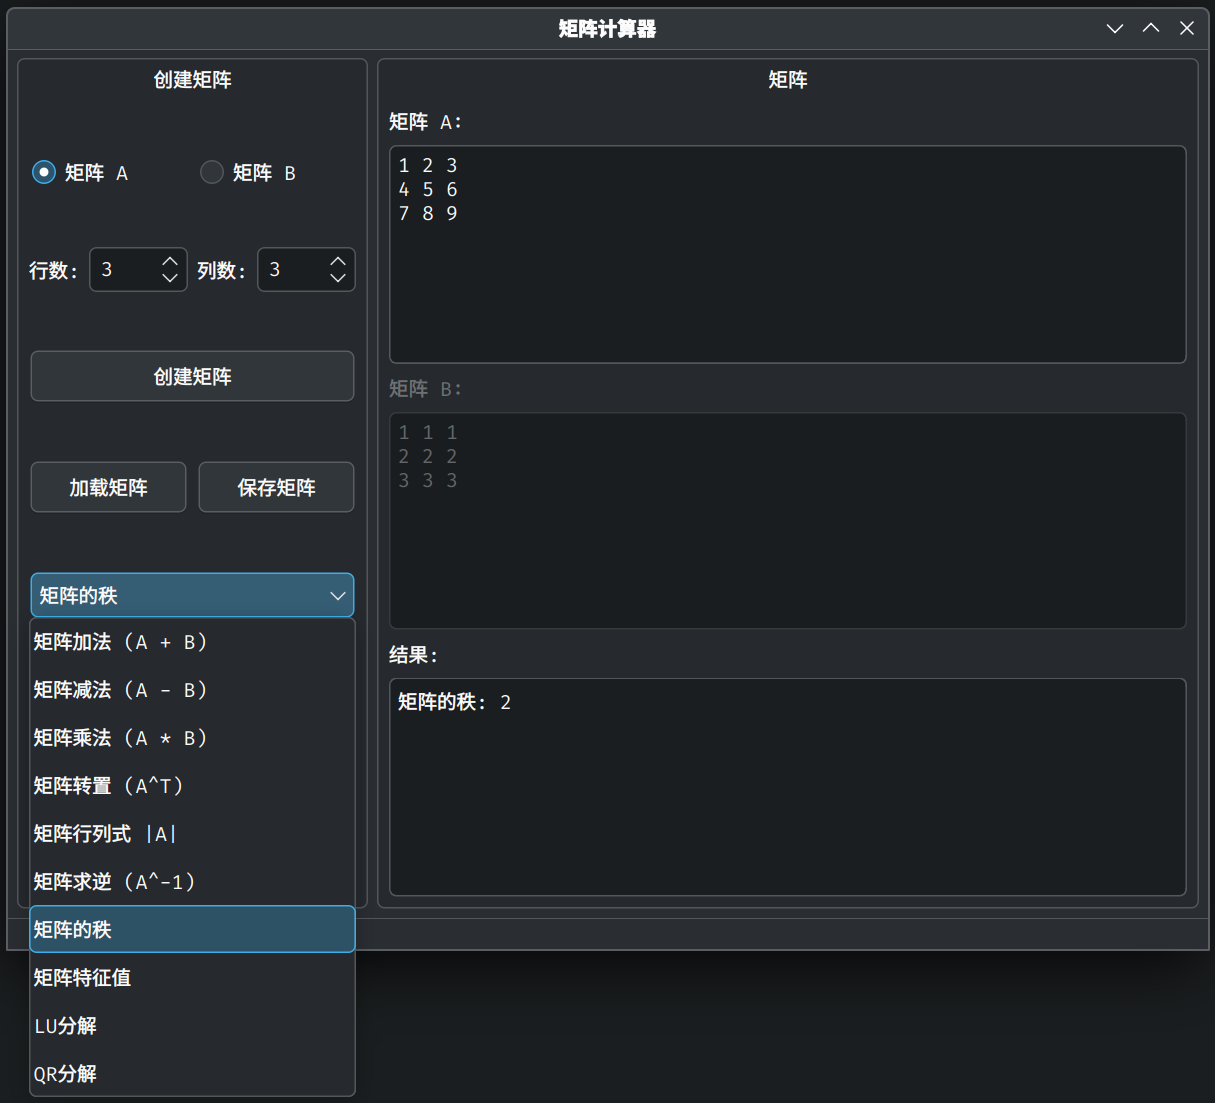 矩阵计算器
创建矩阵
矩阵 A
矩阵 B
行数:
3
列数:
3
创建矩阵
加载矩阵
保存矩阵
矩阵的秩
矩阵加法 (A + B)
矩阵减法 (A - B)
矩阵乘法 (A * B)
矩阵转置 (A^T)
矩阵行列式 |A|
矩阵求逆 (A^-1)
矩阵的秩
矩阵特征值
LU分解
QR分解
矩阵
矩阵 A:
1 2 3
4 5 6
7 8 9
矩阵 B:
1 1 1
2 2 2
3 3 3
结果:
矩阵的秩: 2